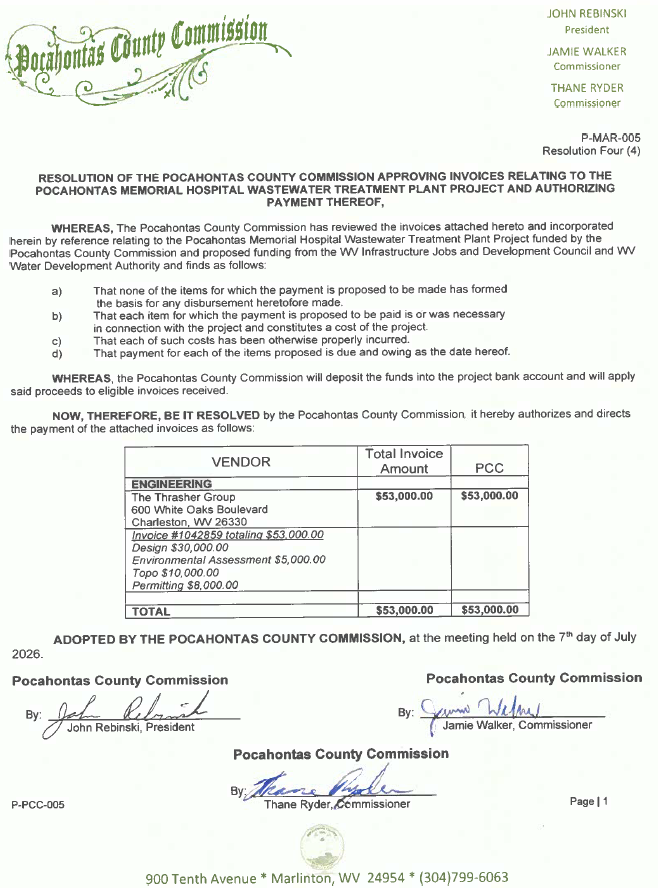 Pocahontas County Commission
JOHN REBINSKI
President
JAMIE WALKER
Commissioner
THANE RYDER
Commissioner
P-MAR-005
Resolution Four (4)
RESOLUTION OF THE POCAHONTAS COUNTY COMMISSION APPROVING INVOICES RELATING TO THE
POCAHONTAS MEMORIAL HOSPITAL WASTEWATER TREATMENT PLANT PROJECT AND AUTHORIZING
PAYMENT THEREOF,
WHEREAS, The Pocahontas County Commission has reviewed the invoices attached hereto and incorporated
herein by reference relating to the Pocahontas Memorial Hospital Wastewater Treatment Plant Project funded by the
Pocahontas County Commission and proposed funding from the WV Infrastructure Jobs and Development Council and WV
Water Development Authority and finds as follows:
a) That none of the items for which the payment is proposed to be made has formed
the basis for any disbursement heretofore made.
b) That each item for which the payment is proposed to be paid is or was necessary
in connection with the project and constitutes a cost of the project.
c) That each of such costs has been otherwise properly incurred.
d) That payment for each of the items proposed is due and owing as the date hereof.
WHEREAS, the Pocahontas County Commission will deposit the funds into the project bank account and will apply
said proceeds to eligible invoices received.
NOW, THEREFORE, BE IT RESOLVED by the Pocahontas County Commission, it hereby authorizes and directs
the payment of the attached invoices as follows:
VENDOR Total Invoice Amount PCC
ENGINEERING
The Thrasher Group $53,000.00 $53,000.00
600 White Oaks Boulevard
Charleston, WV 26330
Invoice #1042859 totaling $53,000.00
Design $30,000.00
Environmental Assessment $5,000.00
Topo $10,000.00
Permitting $8,000.00
TOTAL $53,000.00 $53,000.00
ADOPTED BY THE POCAHONTAS COUNTY COMMISSION, at the meeting held on the 7th day of July
2026.
Pocahontas County Commission Pocahontas County Commission
By: John Rebinski By: Jamie Walker
John Rebinski, President Jamie Walker, Commissioner
Pocahontas County Commission
By: Thane Ryder
Thane Ryder, Commissioner
P-PCC-005 Page | 1
900 Tenth Avenue * Marlinton, WV 24954 * (304)799-6063